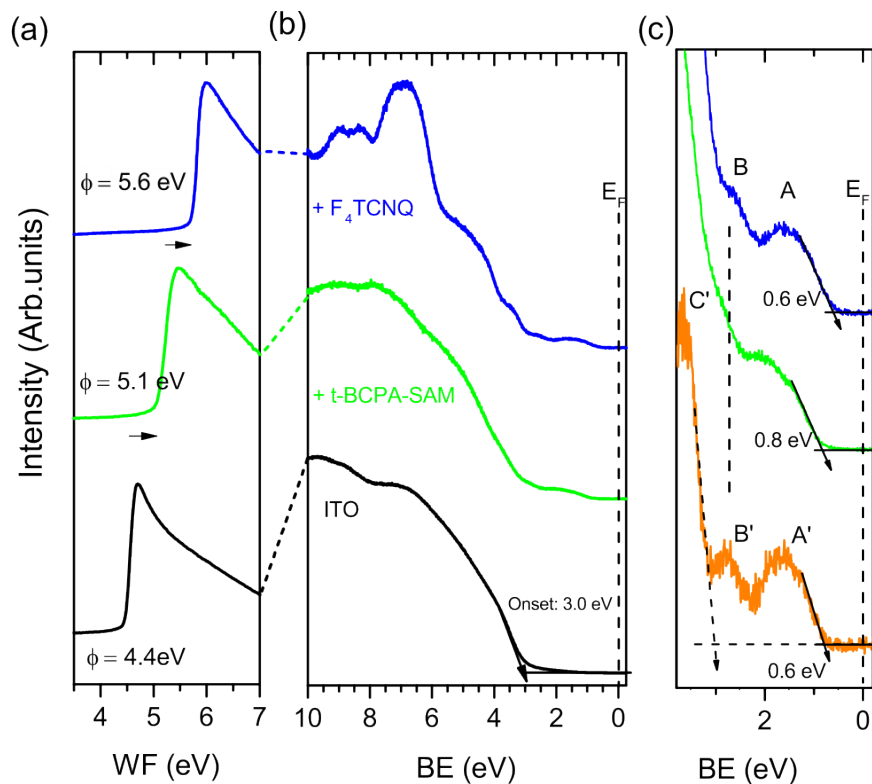 (a)
(b)
(c)
Intensity (Arb.units)
ϕ = 5.6 eV
ϕ = 5.1 eV
ϕ = 4.4eV
4 5 6 7
WF (eV)
+ F4TCNQ
EF
+ t-BCPA-SAM
ITO
Onset: 3.0 eV
10 8 6 4 2 0
BE (eV)
B
A
EF
0.6 eV
C'
0.8 eV
B'
A'
0.6 eV
2 0
BE (eV)